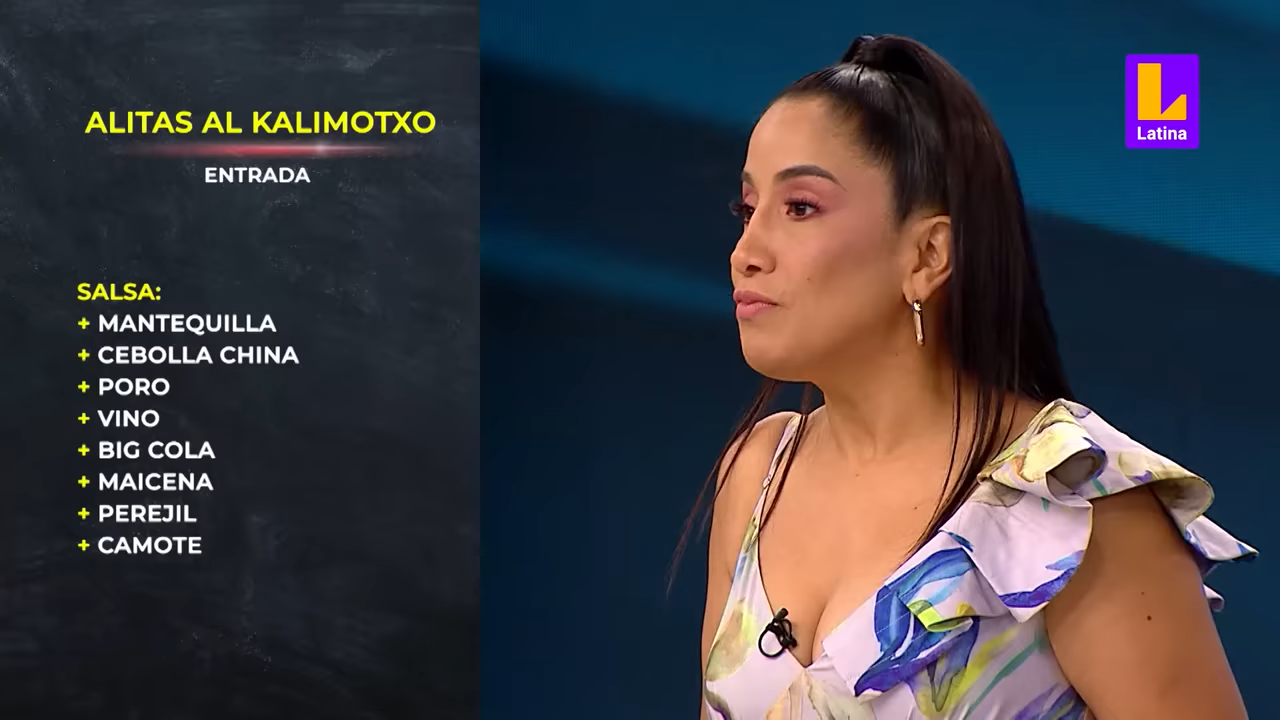 ALITAS AL KALIMOTXO
ENTRADA
SALSA:
+ MANTEQUILLA
+ CEBOLLA CHINA
+ PORO
+ VINO
+ BIG COLA
+ MAICENA
+ PEREJIL
+ CAMOTE
Latina